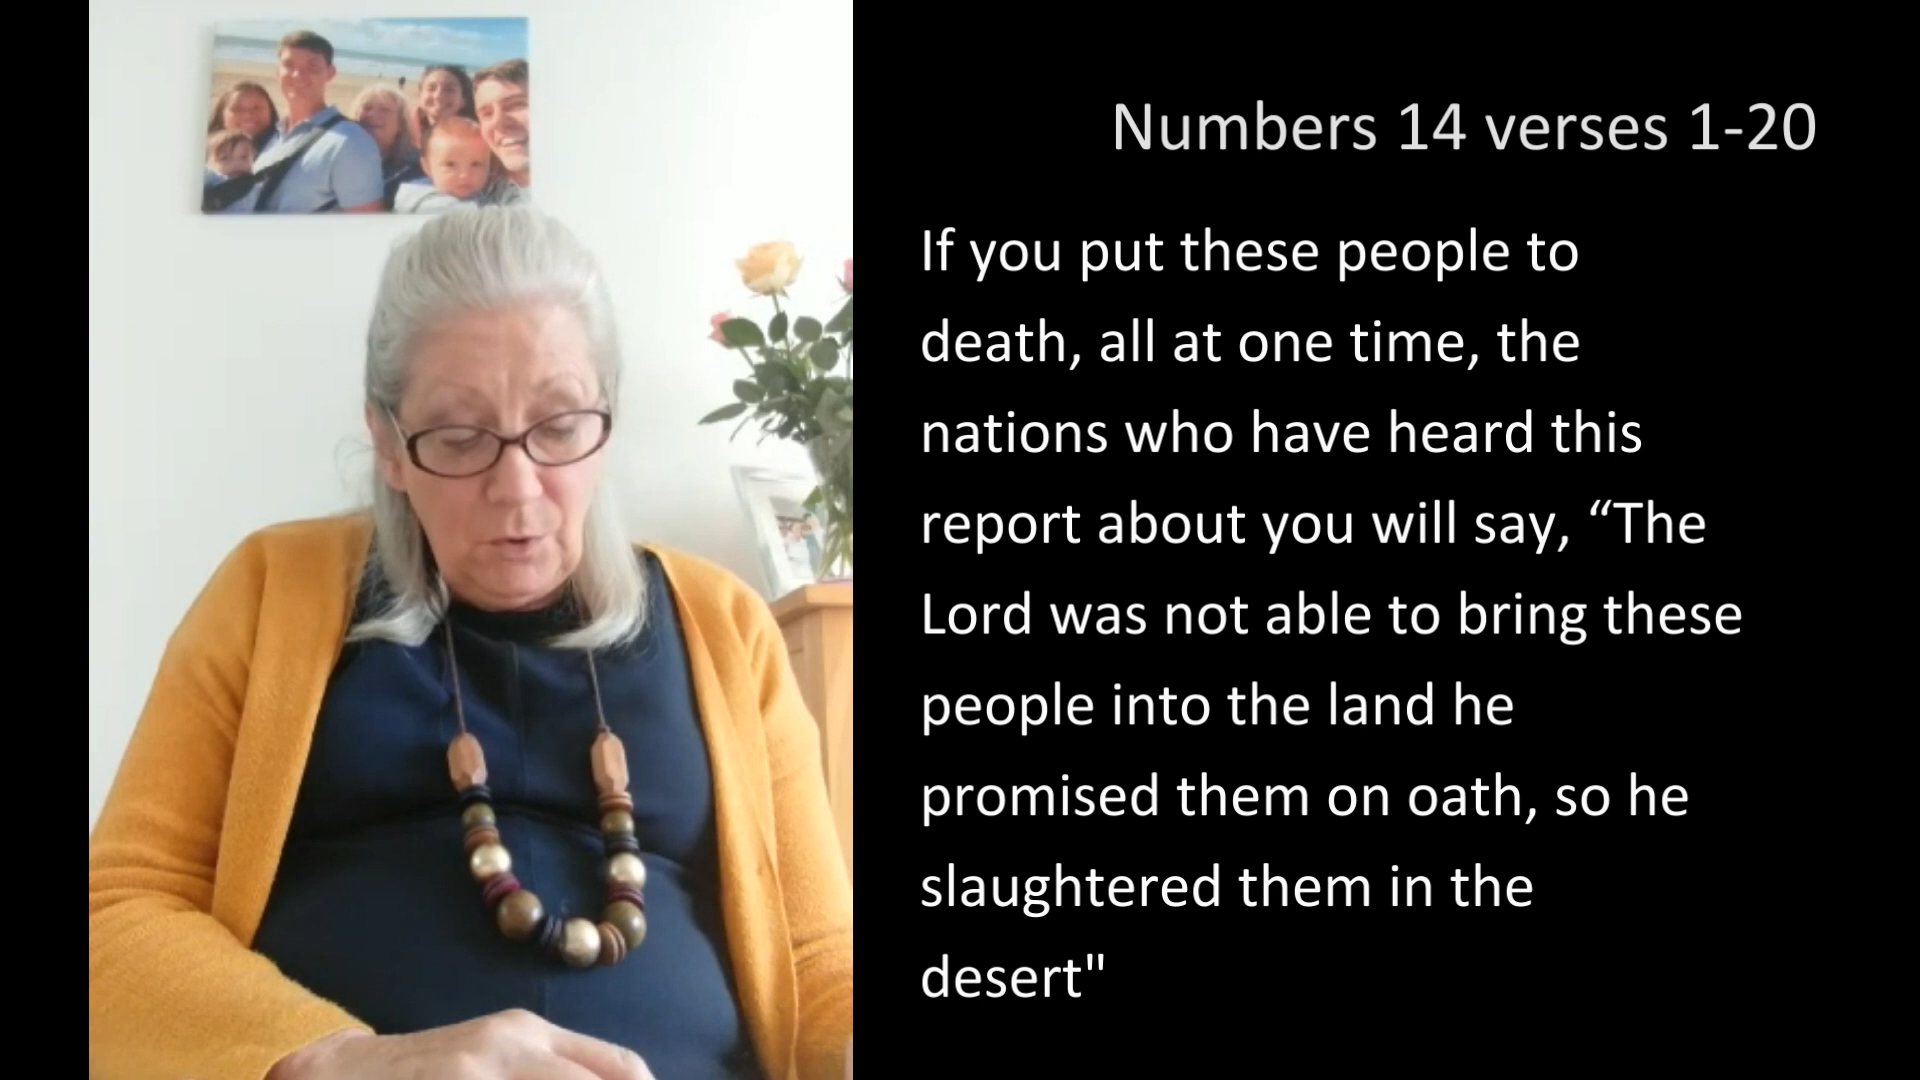 Numbers 14 verses 1-20
If you put these people to
death, all at one time, the
nations who have heard this
report about you will say, “The
Lord was not able to bring these
people into the land he
promised them on oath, so he
slaughtered them in the
desert"